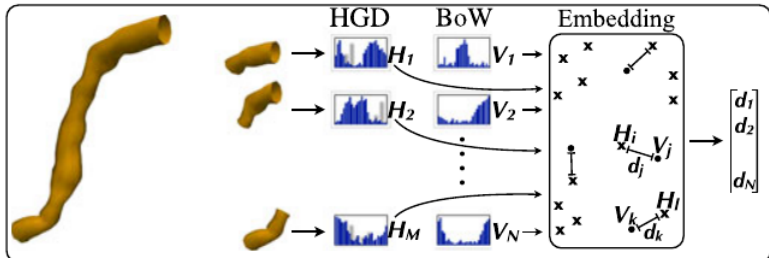 HGD BoW Embedding
H1 V1
H2 V2
Hi Vj
dj
HM VN
Vk Hl
dk
d1
d2
dN